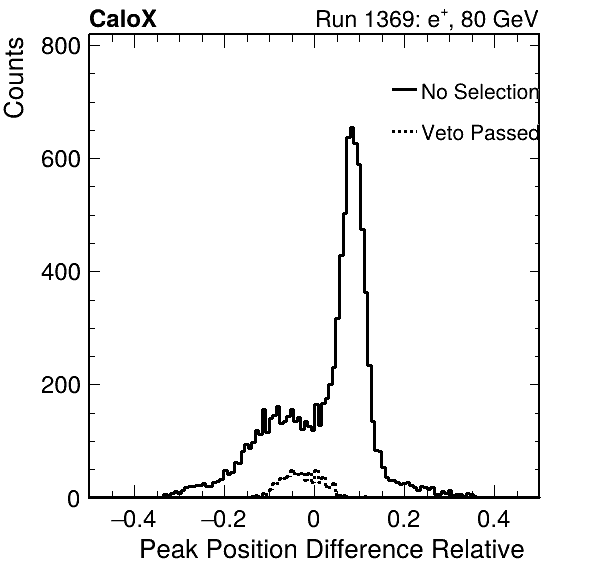 CaloX Run 1369: e+, 80 GeV
Counts
800
600
400
200
0
No Selection
Veto Passed
−0.4 −0.2 0 0.2 0.4
Peak Position Difference Relative